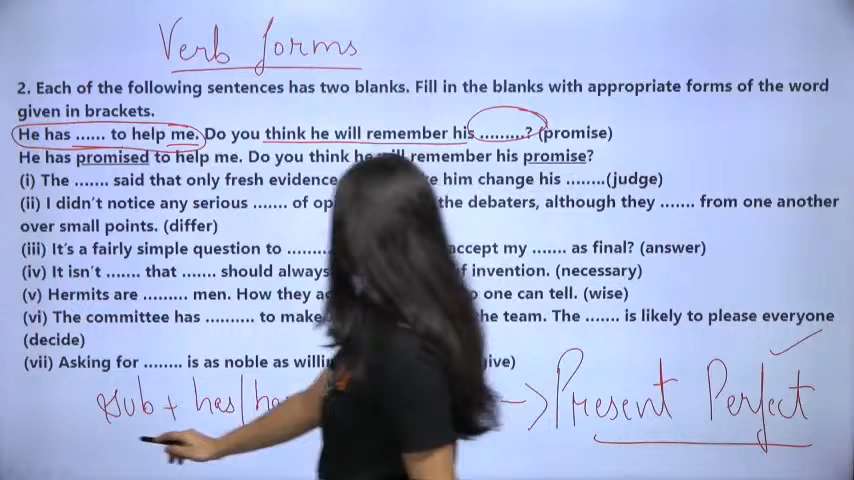 Verb forms
2. Each of the following sentences has two blanks. Fill in the blanks with appropriate forms of the word
given in brackets.
He has ...... to help me. Do you think he will remember his .........? (promise)
He has promised to help me. Do you think he will remember his promise?
(i) The ....... said that only fresh evidence him change his ........(judge)
(ii) I didn't notice any serious ....... of the debaters, although they ....... from one another
over small points. (differ)
(iii) It's a fairly simple question to ......... accept my ....... as final? (answer)
(iv) It isn't ....... that ....... should always of invention. (necessary)
(v) Hermits are ......... men. How they one can tell. (wise)
(vi) The committee has .......... to make the team. The ....... is likely to please everyone
(decide)
(vii) Asking for ........ is as noble as
sub + has| → Present Perfect